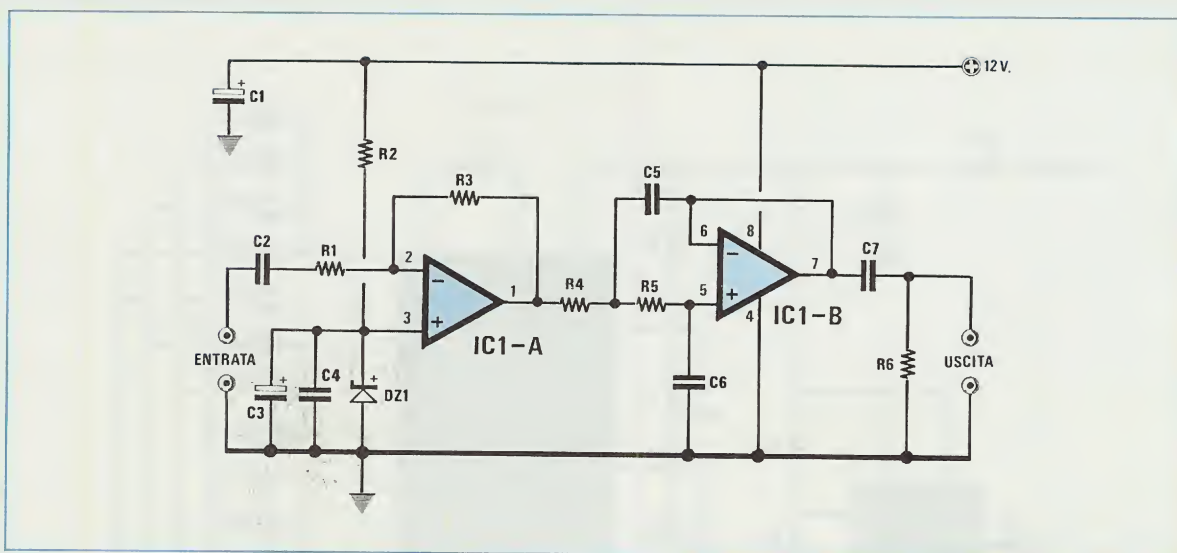 12 V.
C1
R2
R3
C5
C2
R1
2
6
8
C7
1
R4
R5
7
3
5
4
IC1-A
IC1-B
ENTRATA
C4
DZ1
C6
R6
USCITA
C3
+
+
+
-
+
-
+